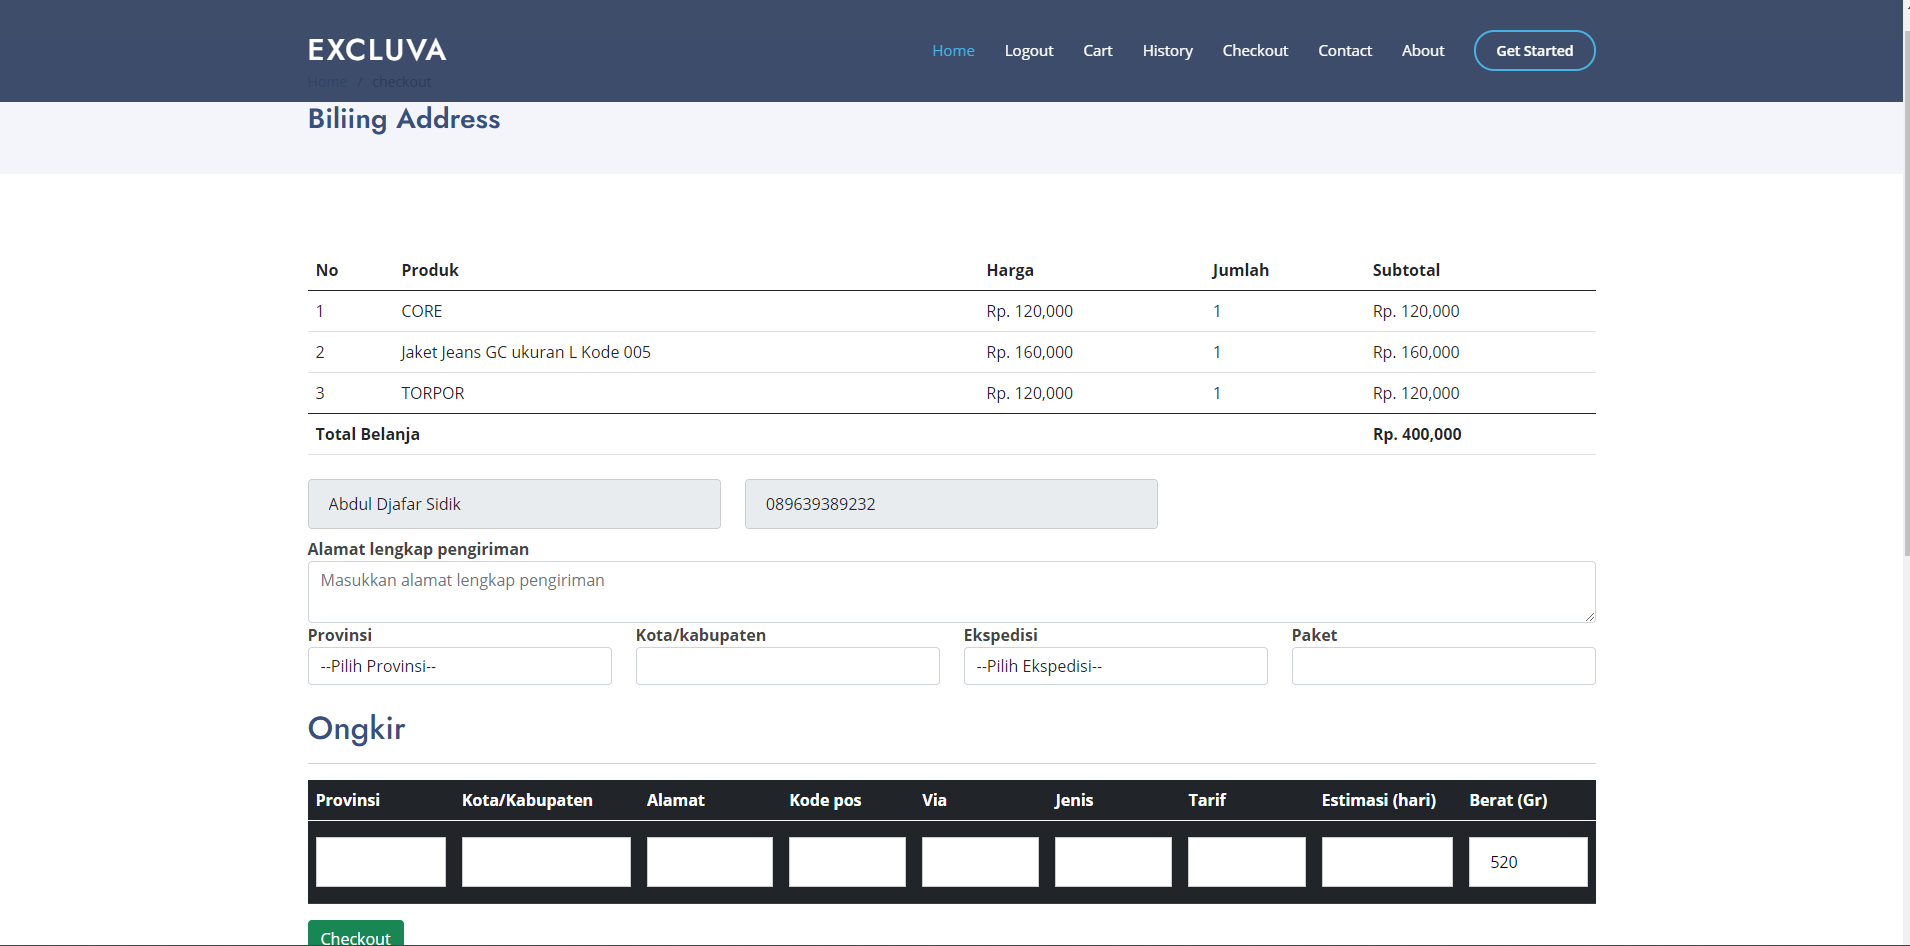 EXCLUVA
Home Logout Cart History Checkout Contact About Get Started
Home / checkout
Biliing Address
No Produk Harga Jumlah Subtotal
1 CORE Rp. 120,000 1 Rp. 120,000
2 Jaket Jeans GC ukuran L Kode 005 Rp. 160,000 1 Rp. 160,000
3 TORPOR Rp. 120,000 1 Rp. 120,000
Total Belanja Rp. 400,000
Abdul Djafar Sidik 089639389232
Alamat lengkap pengiriman
Masukkan alamat lengkap pengiriman
Provinsi Kota/kabupaten Ekspedisi Paket
--Pilih Provinsi-- --Pilih Ekspedisi--
Ongkir
Provinsi Kota/Kabupaten Alamat Kode pos Via Jenis Tarif Estimasi (hari) Berat (Gr)
520
Checkout